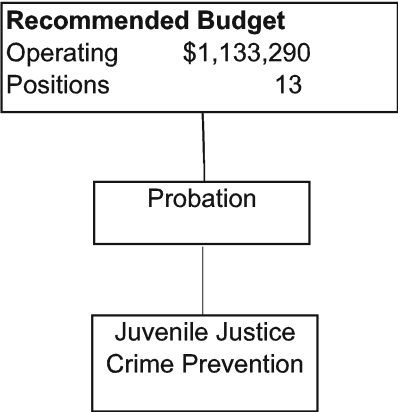 Recommended Budget
Operating $1,133,290
Positions 13
Probation
Juvenile Justice
Crime Prevention